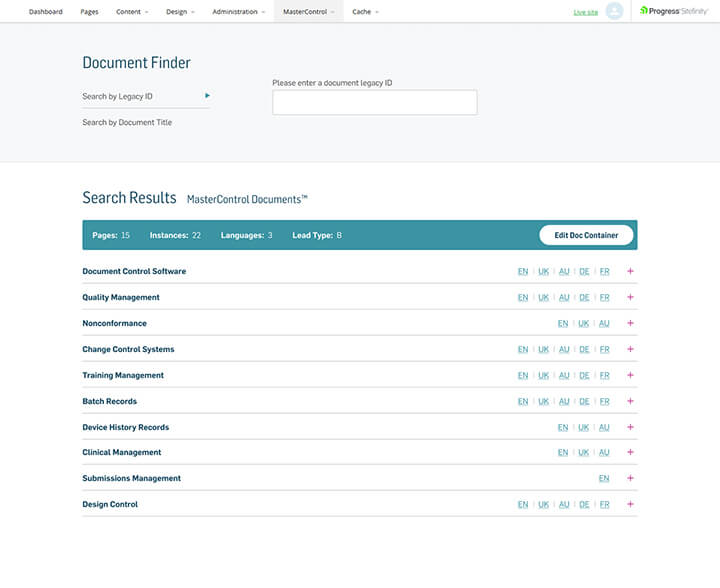 Dashboard Pages Content Design Administration MasterControl Cache Live site Progress Sitefinity
Document Finder
Search by Legacy ID
Search by Document Title
Please enter a document legacy ID
Search Results MasterControl Documents™
Pages: 15 Instances: 22 Languages: 3 Lead Type: B Edit Doc Container
Document Control Software EN | UK | AU | DE | FR +
Quality Management EN | UK | AU | DE | FR +
Nonconformance EN | UK | AU +
Change Control Systems EN | UK | AU | DE | FR +
Training Management EN | UK | AU | DE | FR +
Batch Records EN | UK | AU | DE | FR +
Device History Records EN | UK | AU +
Clinical Management EN | UK | AU +
Submissions Management EN +
Design Control EN | UK | AU | DE | FR +